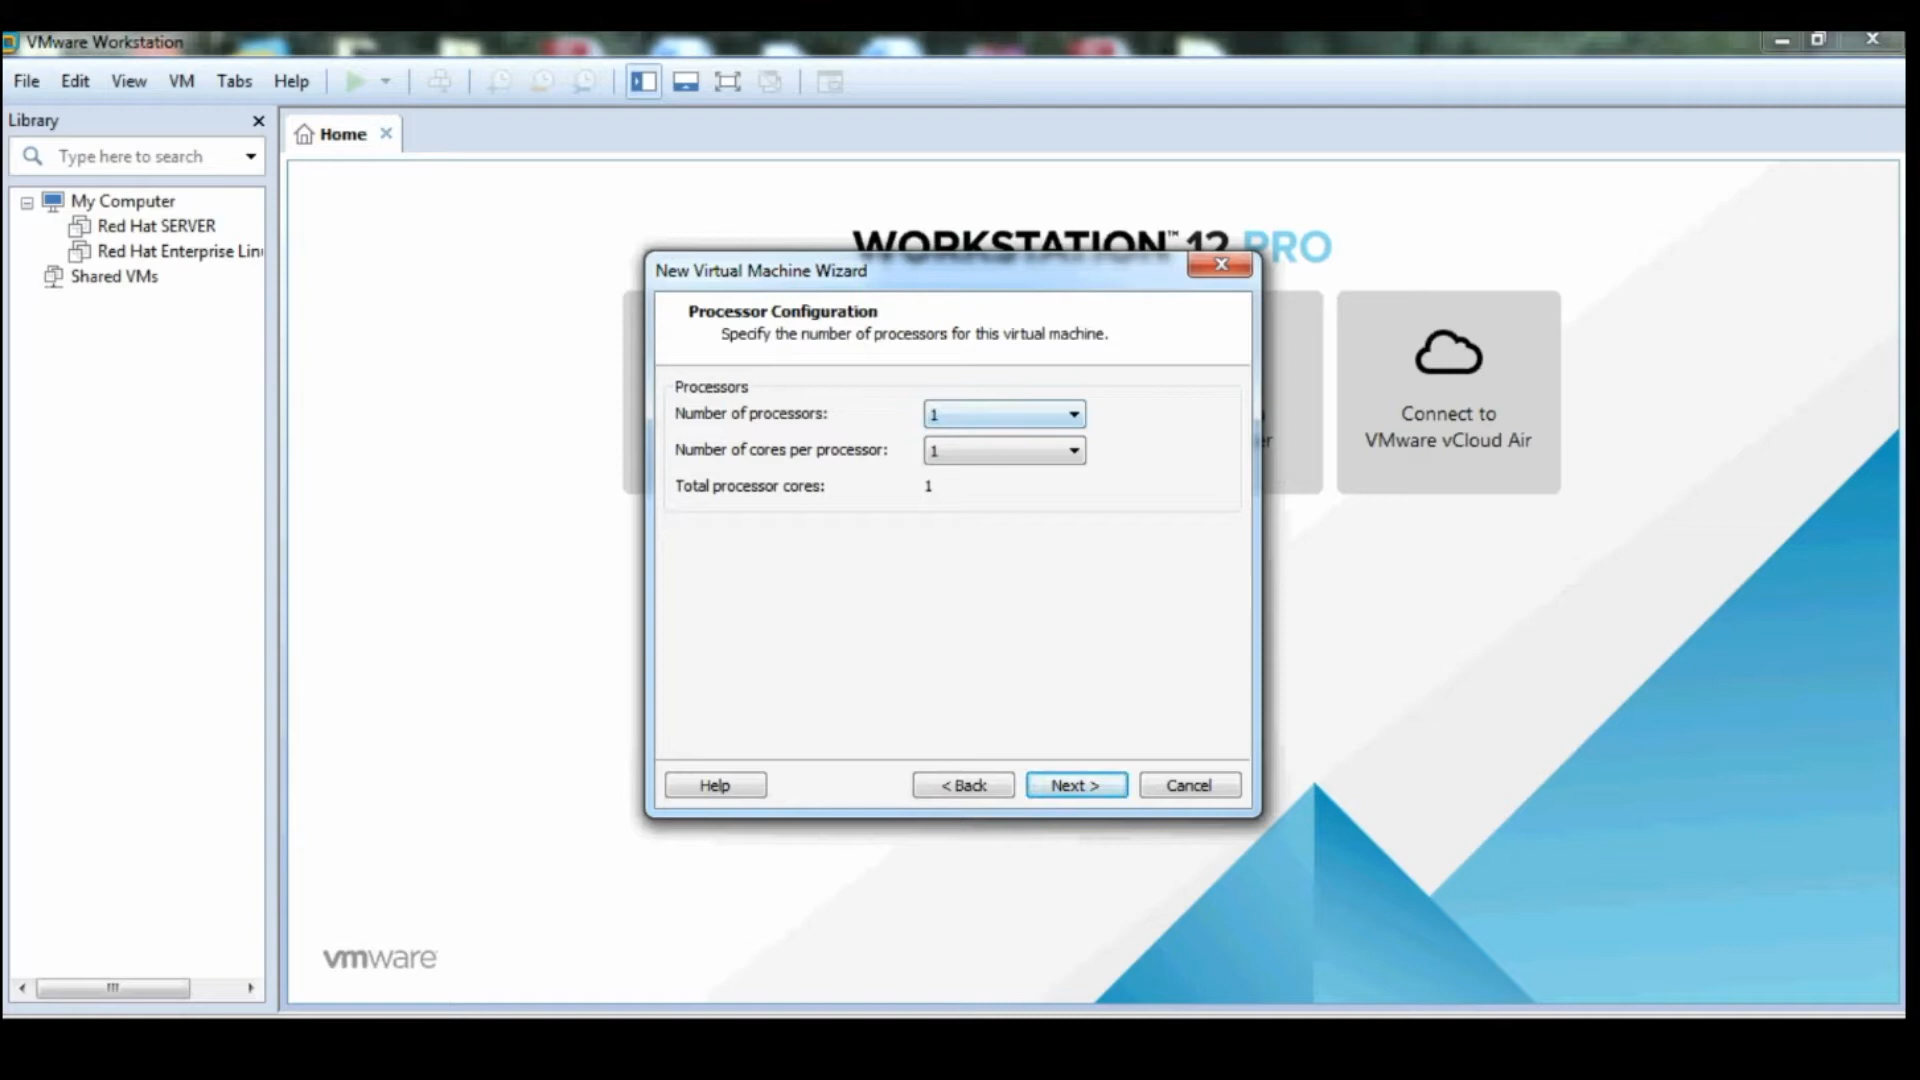 VMware Workstation
File Edit View VM Tabs Help
Library
Type here to search
My Computer
Red Hat SERVER
Red Hat Enterprise Lin
Shared VMs
Home
WORKSTATION™ 12 PRO
New Virtual Machine Wizard
Processor Configuration
Specify the number of processors for this virtual machine.
Processors
Number of processors: 1
Number of cores per processor: 1
Total processor cores: 1
Help < Back Next > Cancel
Connect to
VMware vCloud Air
vmware